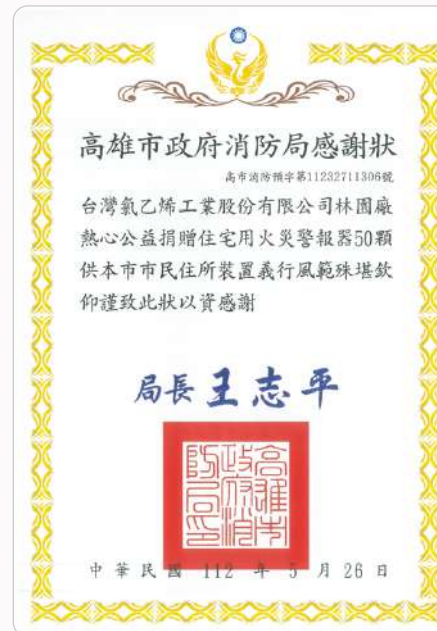 高雄市政府消防局感謝狀
高市消防預字第11232711306號
台灣氯乙烯工業股份有限公司林園廠
熱心公益捐贈住宅用火災警報器50顆
供本市市民住所裝置義行風範殊堪欽
仰謹致此狀以資感謝
局長王志平
高雄市
政府消
防局印
中華民國 112 年 5 月 26 日